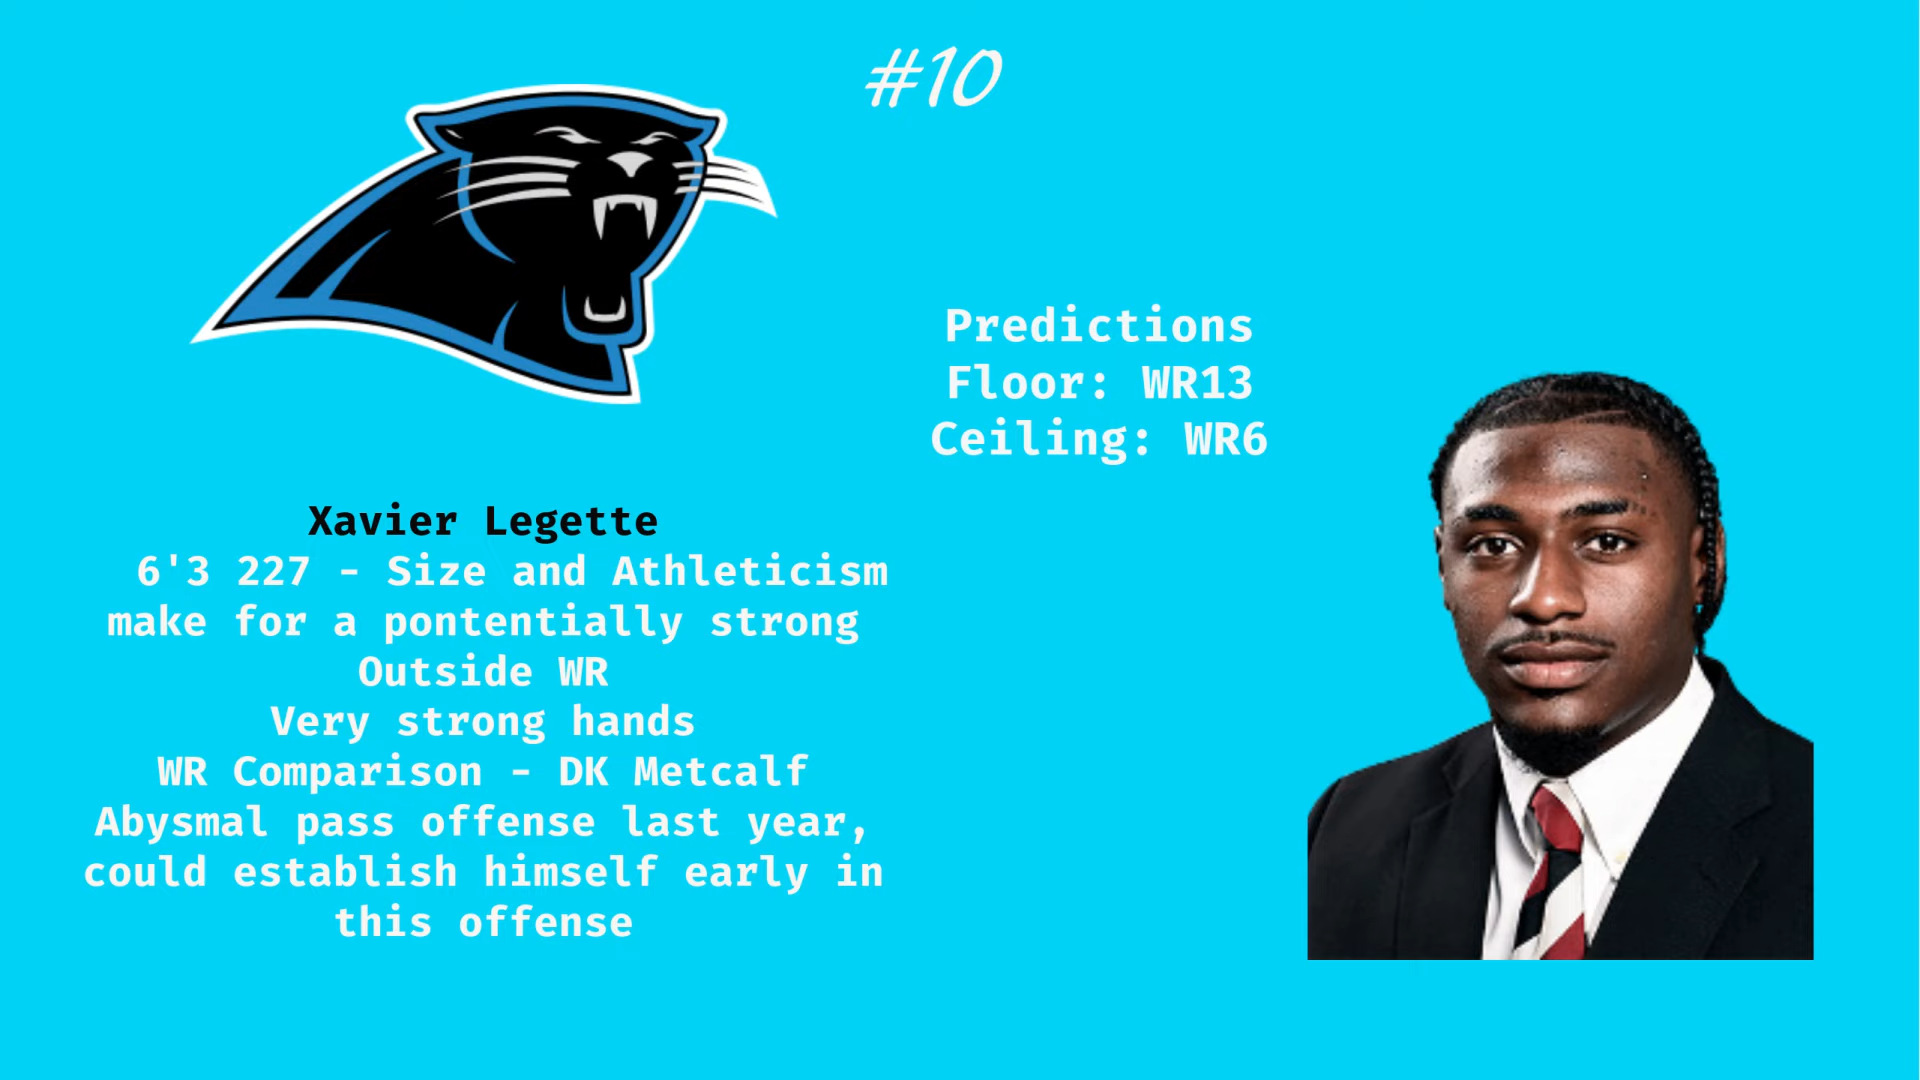 #10
Predictions
Floor: WR13
Ceiling: WR6
Xavier Legette
6'3 227 - Size and Athleticism
make for a pontentially strong
Outside WR
Very strong hands
WR Comparison - DK Metcalf
Abysmal pass offense last year,
could establish himself early in
this offense